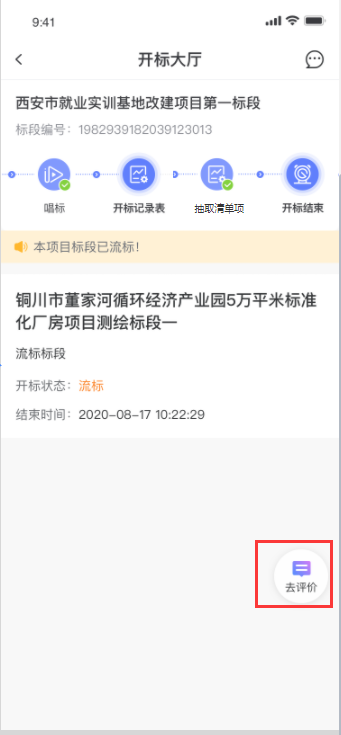 9:41
开标大厅
西安市就业实训基地改建项目第一标段
标段编号：1982939182039123013
唱标 开标记录表 抽取清单项 开标结束
本项目标段已流标！
铜川市董家河循环经济产业园5万平米标准
化厂房项目测绘标段一
流标标段
开标状态：流标
结束时间：2020-08-17 10:22:29
去评价